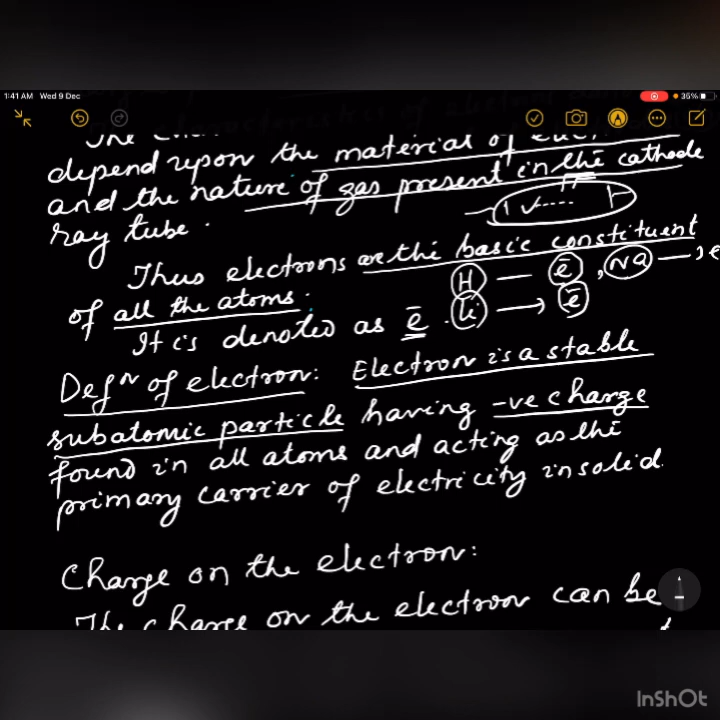 1:41 AM Wed 9 Dec
35%
The
depend upon the material of
and the nature of gas present in the cathode
ray tube.
Thus electrons are the basic constituent
of all the atoms.
H — ē, Na — 1e
It is denoted as ē. Li → ē
Defⁿ of electron: Electron is a stable
subatomic particle having -ve charge
found in all atoms and acting as the
primary carrier of electricity in solid.
Charge on the electron:
The charge on the electron can be
InShOt